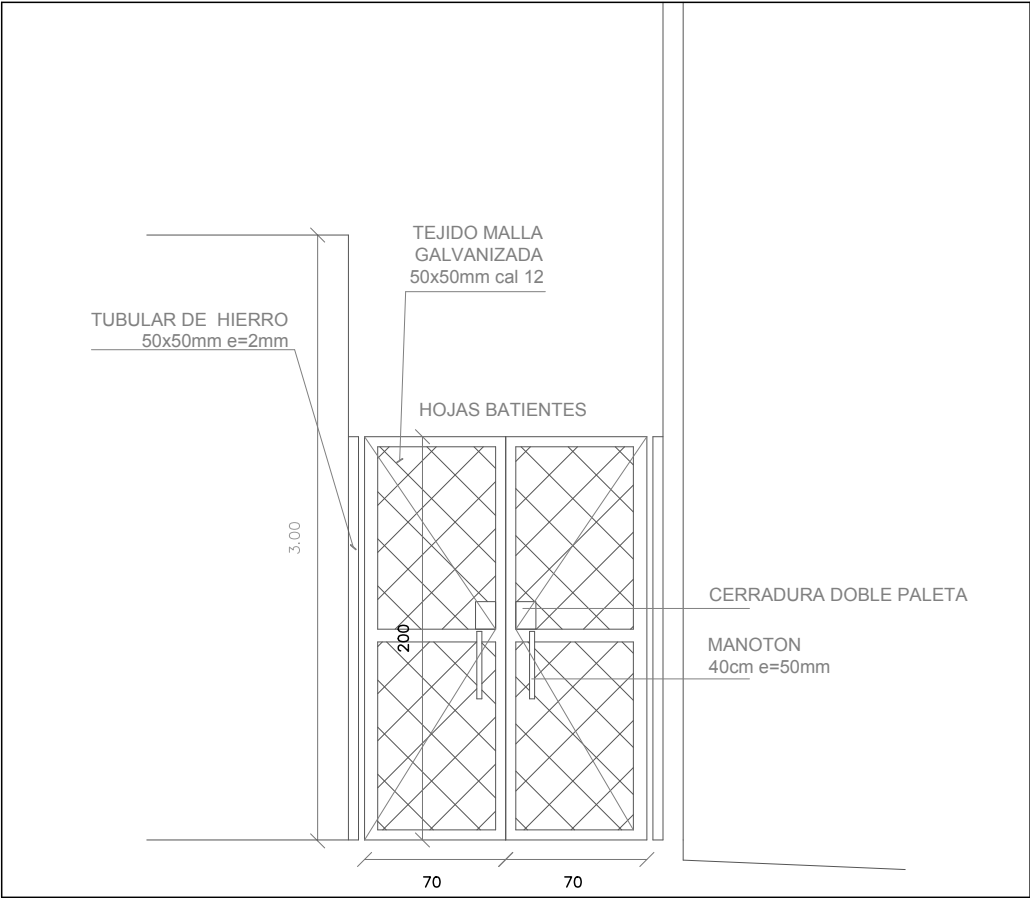 TEJIDO MALLA
GALVANIZADA
50x50mm cal 12
TUBULAR DE HIERRO
50x50mm e=2mm
HOJAS BATIENTES
3.00
CERRADURA DOBLE PALETA
200
MANOTON
40cm e=50mm
70 70